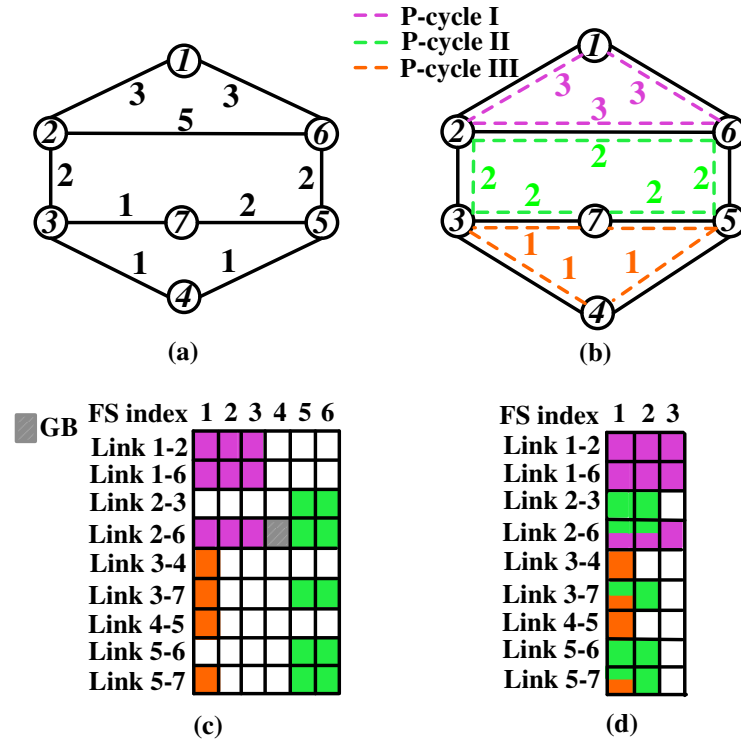 (a)
1
3 3
2 5 6
2 2
3 1 7 2 5
1 1
4
(a)
P-cycle I
P-cycle II
P-cycle III
(b)
1
3 3
3
2 6
2
2 2
2 2
3 7 5
1
1 1
4
(b)
GB
FS index 1 2 3 4 5 6
Link 1-2
Link 1-6
Link 2-3
Link 2-6
Link 3-4
Link 3-7
Link 4-5
Link 5-6
Link 5-7
(c)
FS index 1 2 3
Link 1-2
Link 1-6
Link 2-3
Link 2-6
Link 3-4
Link 3-7
Link 4-5
Link 5-6
Link 5-7
(d)